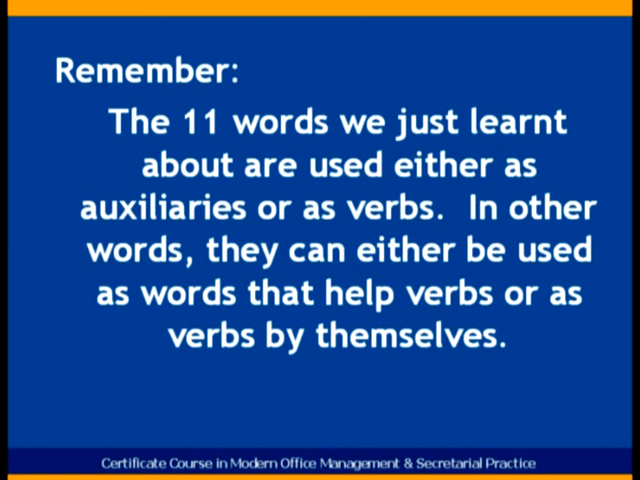 Remember:
The 11 words we just learnt
about are used either as
auxiliaries or as verbs. In other
words, they can either be used
as words that help verbs or as
verbs by themselves.
Certificate Course in Modern Office Management & Secretarial Practice